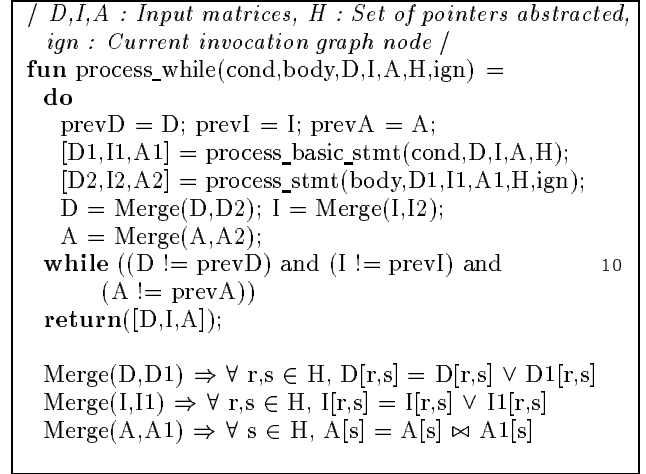 / D,I,A : Input matrices, H : Set of pointers abstracted,
ign : Current invocation graph node /
fun process_while(cond,body,D,I,A,H,ign) =
do
prevD = D; prevI = I; prevA = A;
[D1,I1,A1] = process_basic_stmt(cond,D,I,A,H);
[D2,I2,A2] = process_stmt(body,D1,I1,A1,H,ign);
D = Merge(D,D2); I = Merge(I,I2);
A = Merge(A,A2);
while ((D != prevD) and (I != prevI) and 10
(A != prevA))
return([D,I,A]);
Merge(D,D1) ⇒ ∀ r,s ∈ H, D[r,s] = D[r,s] ∨ D1[r,s]
Merge(I,I1) ⇒ ∀ r,s ∈ H, I[r,s] = I[r,s] ∨ I1[r,s]
Merge(A,A1) ⇒ ∀ s ∈ H, A[s] = A[s] ⋈ A1[s]